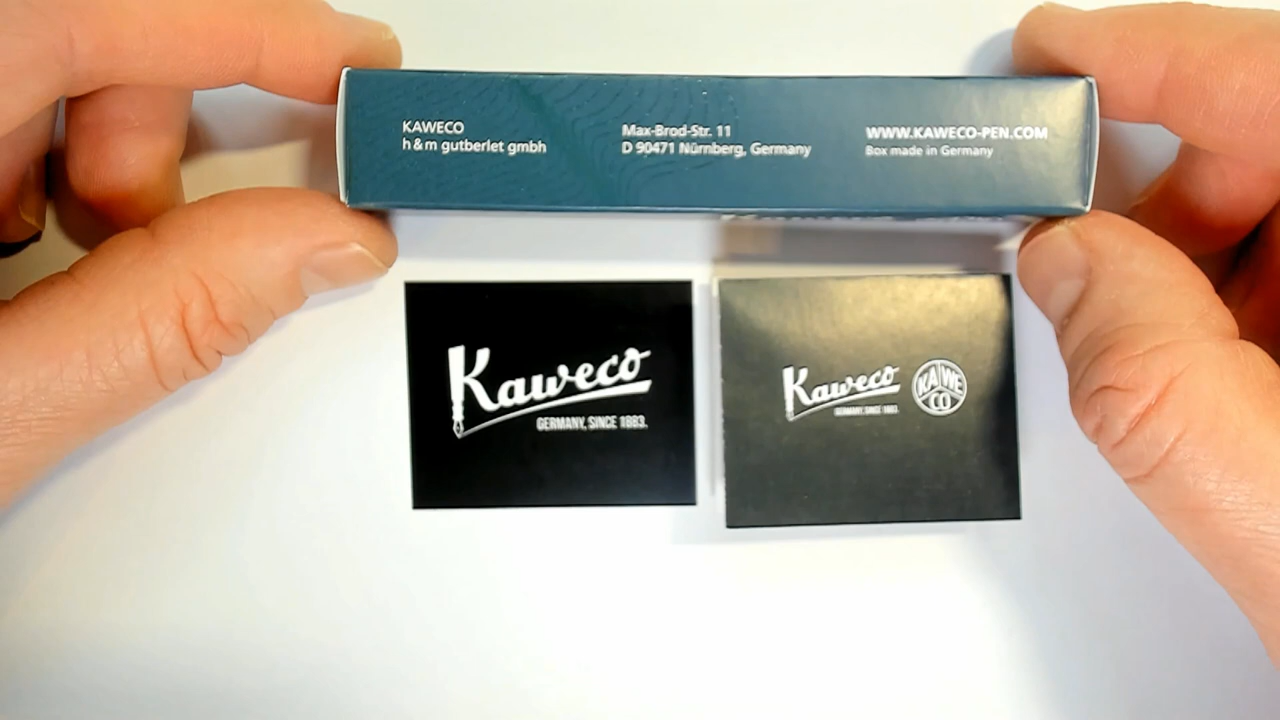 KAWECO
h&m gutberlet gmbh
Max-Brod-Str. 11
D 90471 Nürnberg, Germany
WWW.KAWECO-PEN.COM
Box made in Germany
Kaweco
GERMANY, SINCE 1883.
Kaweco
GERMANY, SINCE 1883.
KA WE
CO